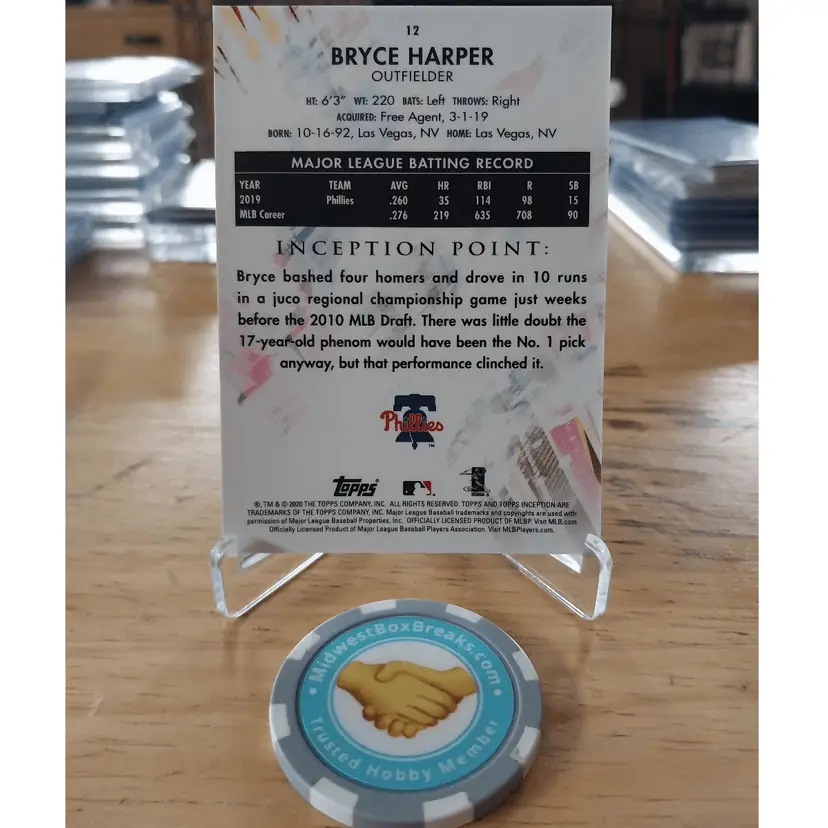 12
BRYCE HARPER
OUTFIELDER
HT: 6'3" WT: 220 BATS: Left THROWS: Right
ACQUIRED: Free Agent, 3-1-19
BORN: 10-16-92, Las Vegas, NV HOME: Las Vegas, NV
MAJOR LEAGUE BATTING RECORD
YEAR TEAM AVG HR RBI R SB
2019 Phillies .260 35 114 98 15
MLB Career .276 219 635 708 90
INCEPTION POINT:
Bryce bashed four homers and drove in 10 runs
in a juco regional championship game just weeks
before the 2010 MLB Draft. There was little doubt the
17-year-old phenom would have been the No. 1 pick
anyway, but that performance clinched it.
Phillies
TM
Topps
®, TM & © 2020 THE TOPPS COMPANY, INC. ALL RIGHTS RESERVED. TOPPS AND TOPPS INCEPTION ARE
TRADEMARKS OF THE TOPPS COMPANY, INC. Major League Baseball trademarks and copyrights are used with
permission of Major League Baseball Properties, Inc. OFFICIALLY LICENSED PRODUCT OF MLBP. Visit MLB.com
Officially Licensed Product of Major League Baseball Players Association. Visit MLBPlayers.com
MidwestBoxBreaks.com
Trusted Hobby Member